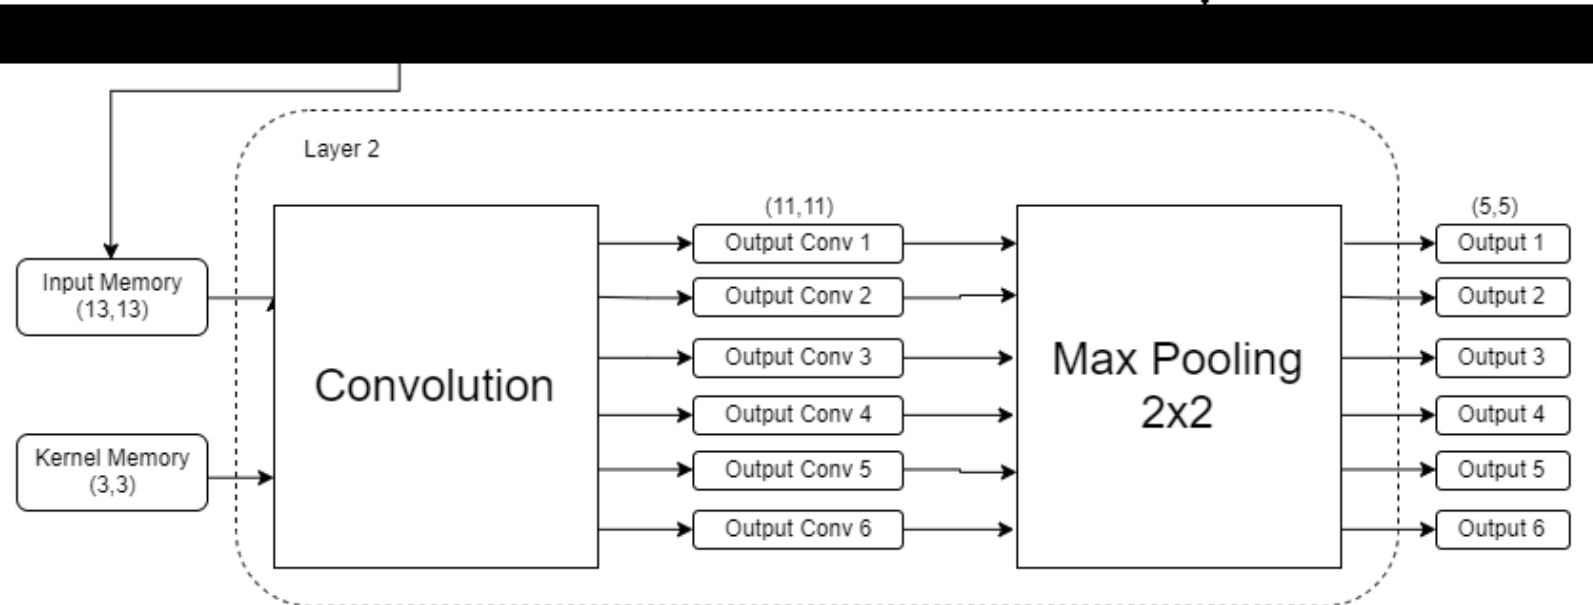 Layer 2
Input Memory
(13,13)
Kernel Memory
(3,3)
Convolution
(11,11)
Output Conv 1
Output Conv 2
Output Conv 3
Output Conv 4
Output Conv 5
Output Conv 6
Max Pooling
2x2
(5,5)
Output 1
Output 2
Output 3
Output 4
Output 5
Output 6